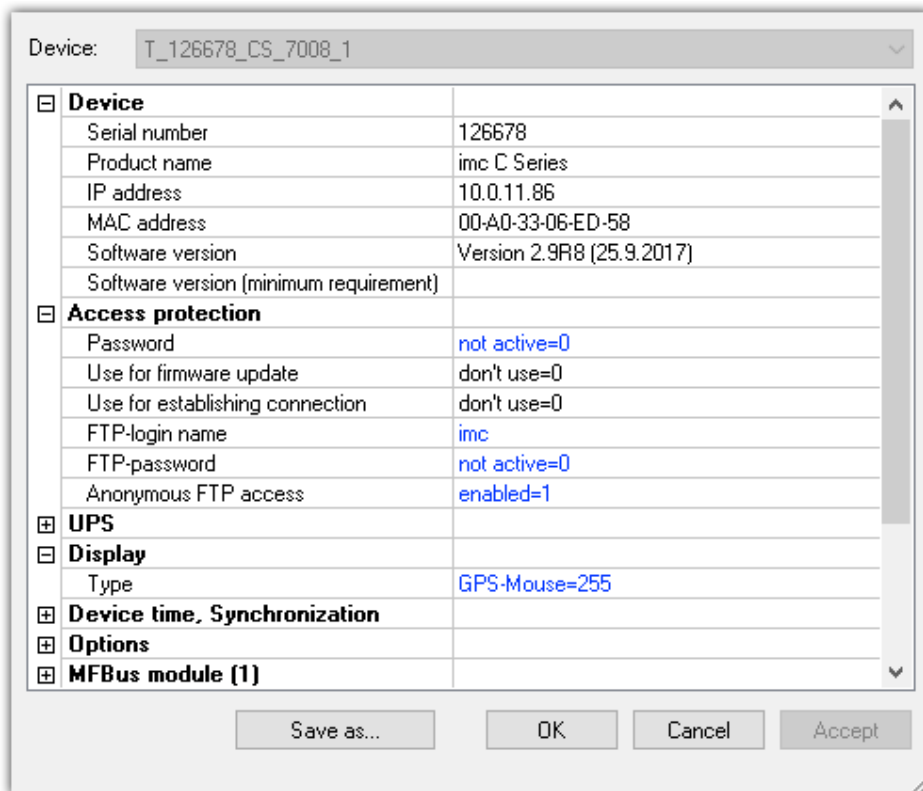 Device: T_126678_CS_7008_1
Device
Serial number 126678
Product name imc C Series
IP address 10.0.11.86
MAC address 00-A0-33-06-ED-58
Software version Version 2.9R8 (25.9.2017)
Software version (minimum requirement)
Access protection
Password not active=0
Use for firmware update don't use=0
Use for establishing connection don't use=0
FTP-login name imc
FTP-password not active=0
Anonymous FTP access enabled=1
UPS
Display
Type GPS-Mouse=255
Device time, Synchronization
Options
MFBus module (1)
Save as... OK Cancel Accept